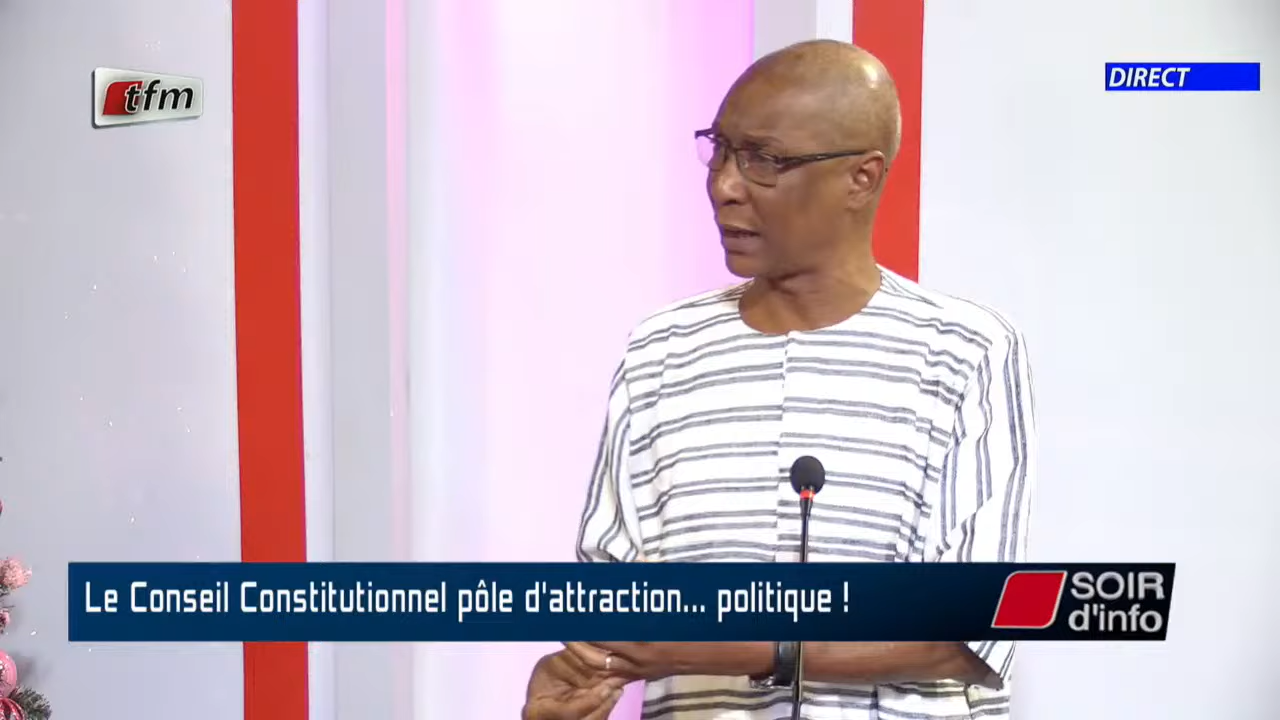 tfm
DIRECT
Le Conseil Constitutionnel pôle d'attraction... politique !
SOIR
d'info